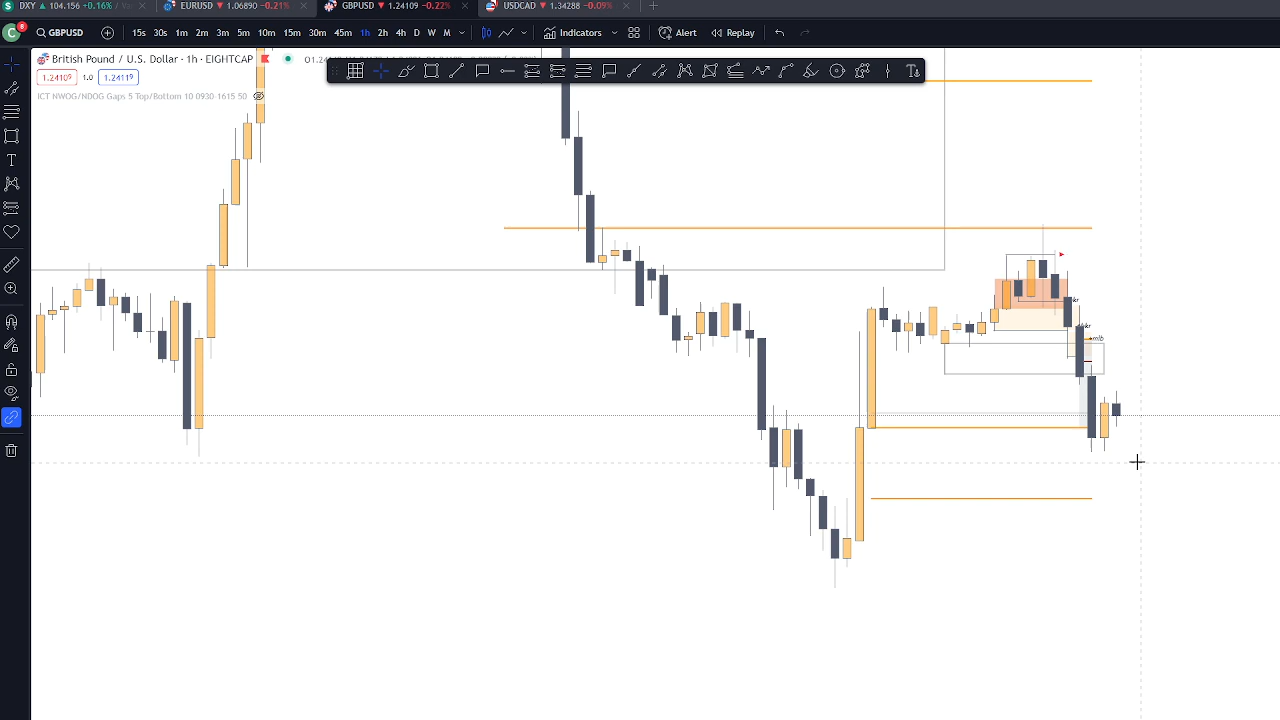 DXY ▲ 104.156 +0.16% / Va
EURUSD ▼ 1.06890 −0.21%
GBPUSD ▼ 1.24109 −0.22%
USDCAD ▼ 1.34288 −0.09%
C 8 GBPUSD 15s 30s 1m 2m 3m 5m 10m 15m 30m 45m 1h 2h 4h D W M Indicators Alert Replay
British Pound / U.S. Dollar · 1h · EIGHTCAP
1.24109 1.0 1.24119
ICT NWOG/NDOG Gaps 5 Top/Bottom 10 0930-1615 50